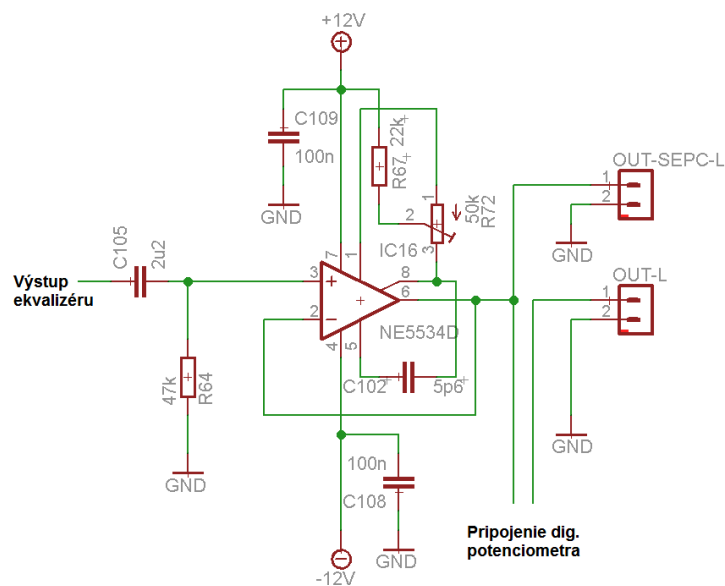 +12V
C109
100n
GND
22k
R67
1
2
3
50k
R72
OUT-SEPC-L
1
2
GND
OUT-L
1
2
GND
C105
2u2
Výstup
ekvalizéru
IC16
7
1
3
2
8
6
4
5
NE5534D
C102
5p6
47k
R64
GND
100n
C108
GND
-12V
Pripojenie dig.
potenciometra